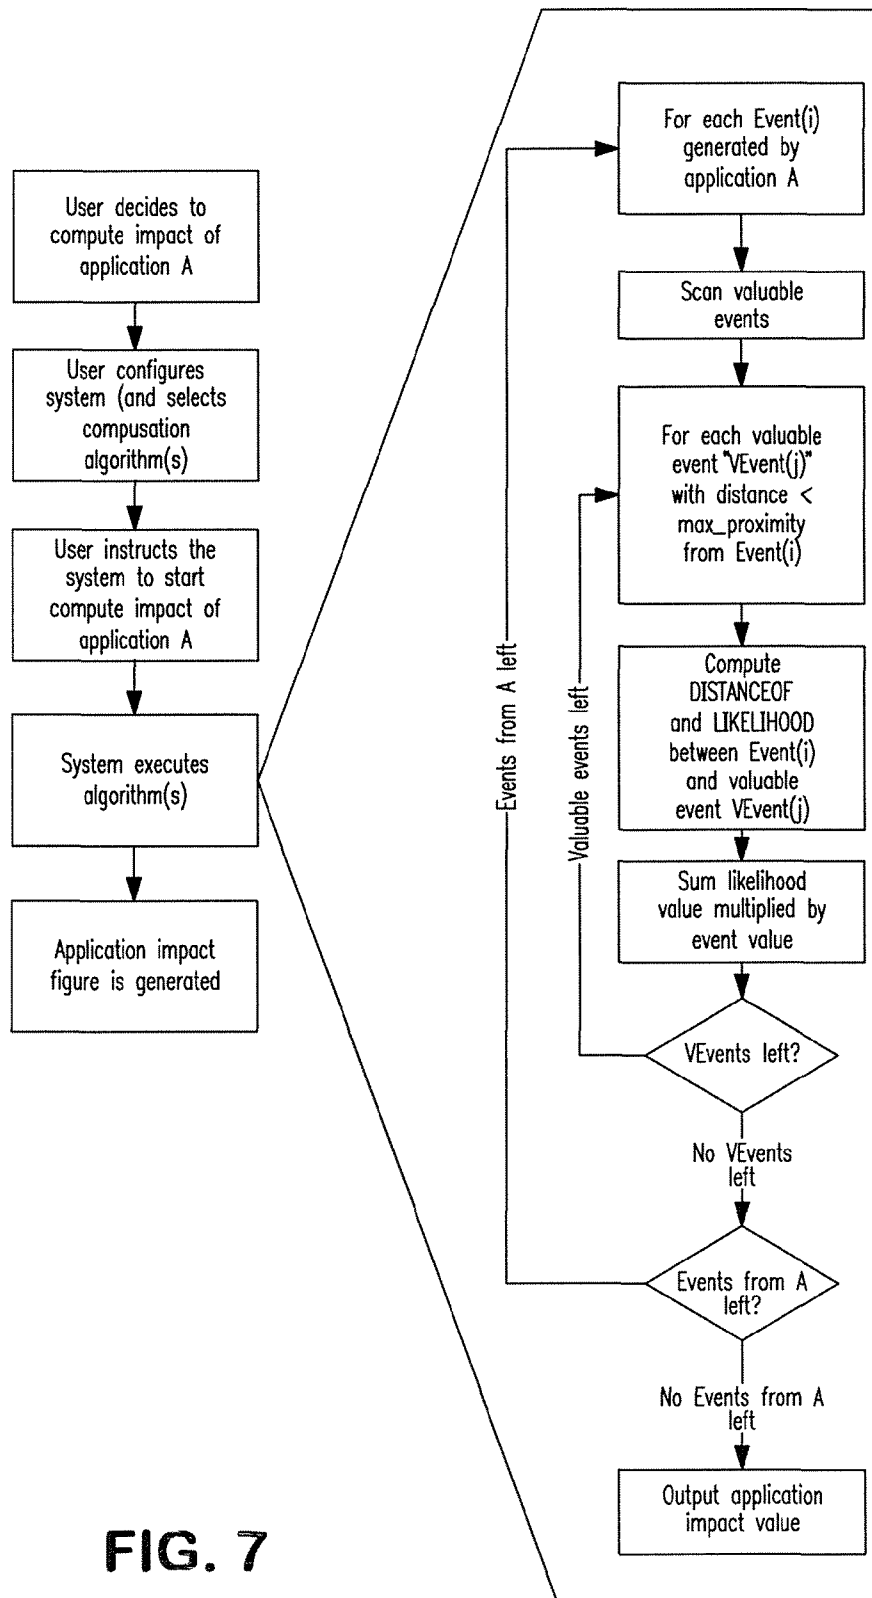 User decides to
compute impact of
application A
User configures
system (and selects
compusation
algorithm(s)
User instructs the
system to start
compute impact of
application A
System executes
algorithm(s)
Application impact
figure is generated
For each Event(i)
generated by
application A
Scan valuable
events
For each valuable
event "VEvent(j)"
with distance <
max_proximity
from Event(i)
Compute
DISTANCEOF
and LIKELIHOOD
between Event(i)
and valuable
event VEvent(j)
Sum likelihood
value multiplied by
event value
VEvents left?
Valuable events left
No VEvents
left
Events from A
left?
Events from A left
No Events from A
left
Output application
impact value
FIG. 7